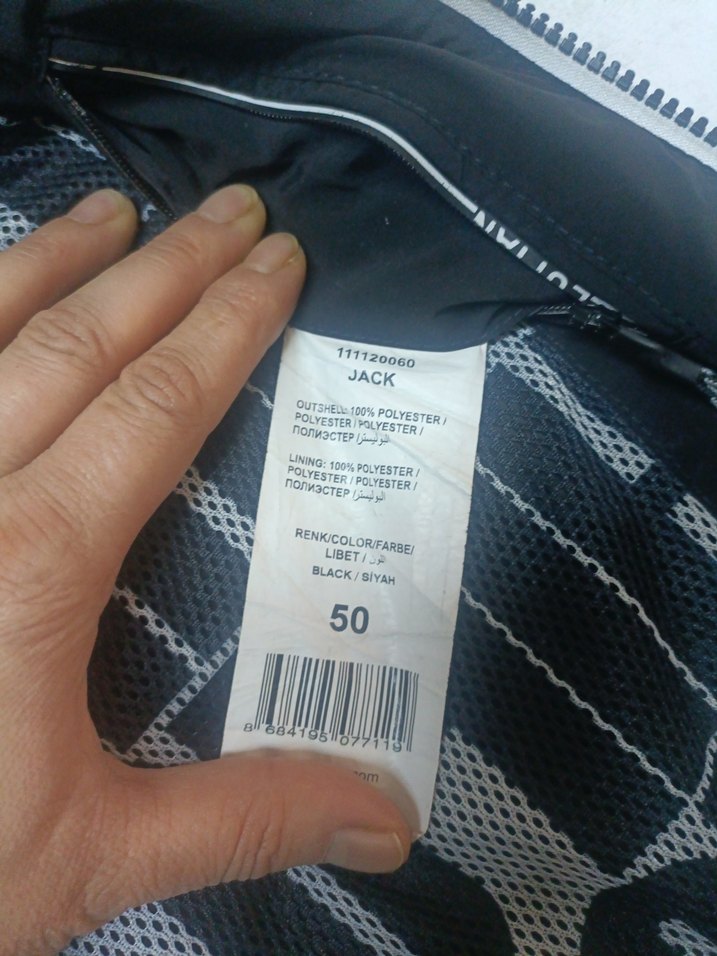 111120060
JACK
OUTSHELL: 100% POLYESTER /
POLYESTER / POLYESTER /
ПОЛИЭСТЕР / البوليستر
LINING: 100% POLYESTER /
POLYESTER / POLYESTER /
ПОЛИЭСТЕР / البوليستر
RENK/COLOR/FARBE/
LIBET / اللون
BLACK / SİYAH
50
8 684195 077119
com